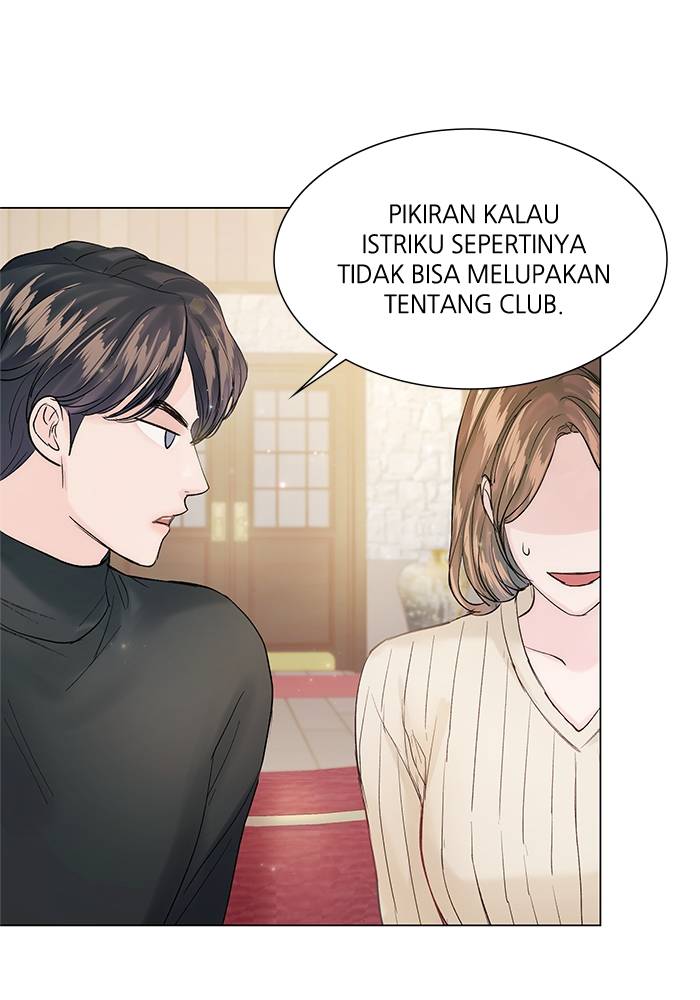 PIKIRAN KALAU
ISTRIKU SEPERTINYA
TIDAK BISA MELUPAKAN
TENTANG CLUB.